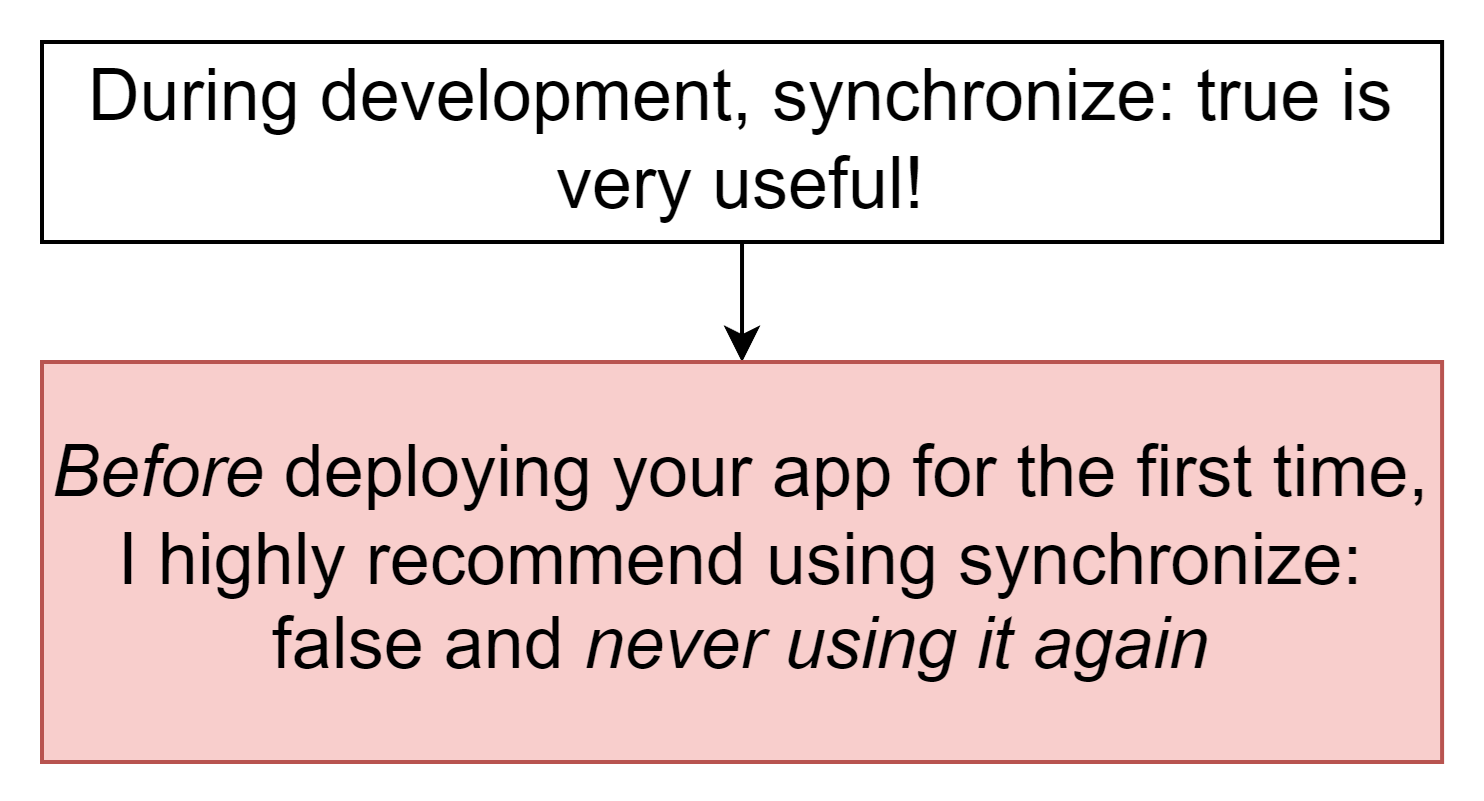 During development, synchronize: true is
very useful!
Before deploying your app for the first time,
I highly recommend using synchronize:
false and never using it again